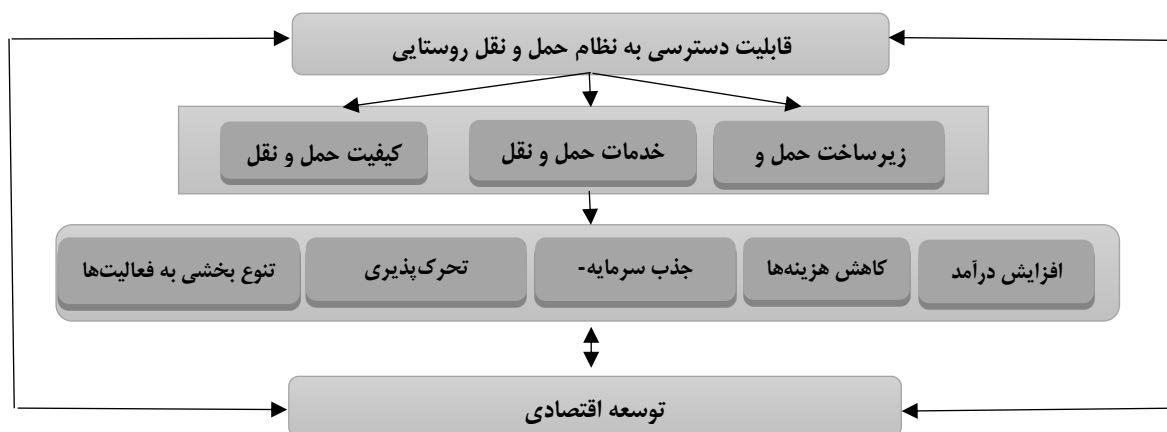 قابلیت دسترسی به نظام حمل و نقل روستایی
زیرساخت حمل و
خدمات حمل و نقل
کیفیت حمل و نقل
افزایش درآمد
کاهش هزینه‌ها
جذب سرمایه-
تحرک‌پذیری
تنوع بخشی به فعالیت‌ها
توسعه اقتصادی